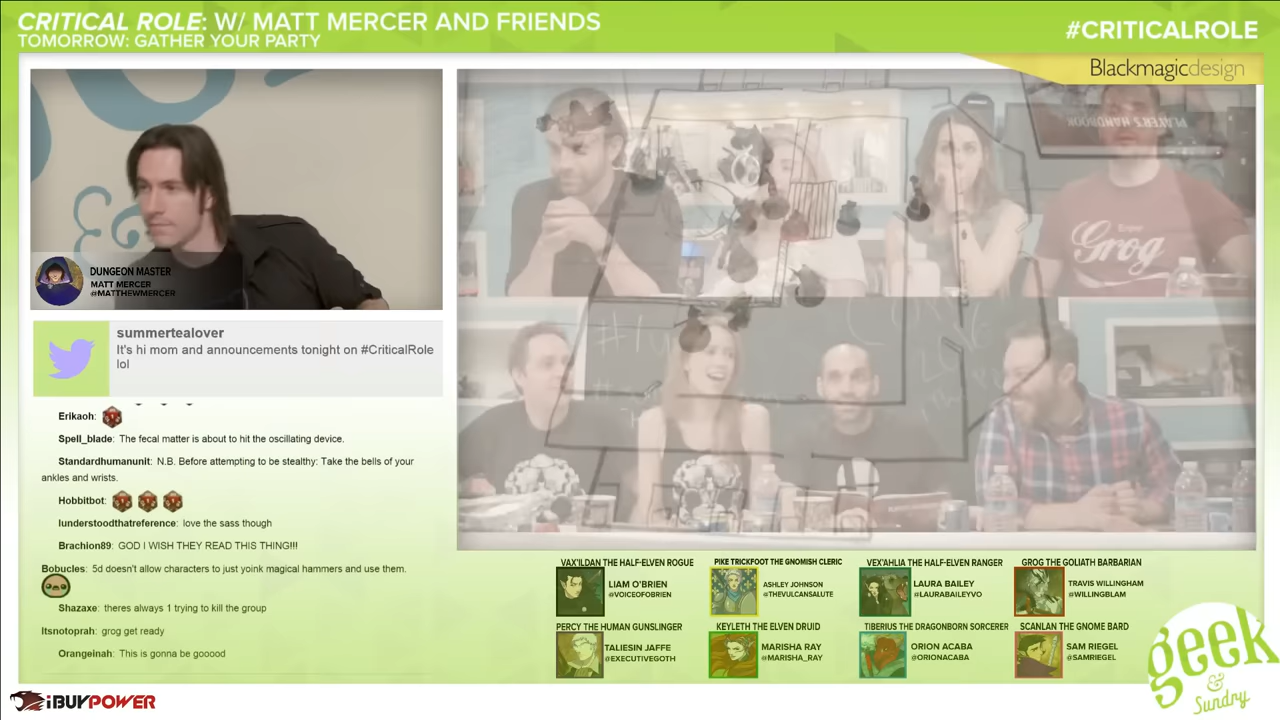 CRITICAL ROLE: W/ MATT MERCER AND FRIENDS
TOMORROW: GATHER YOUR PARTY
#CRITICALROLE
Blackmagicdesign
PLAYER'S HANDBOOK
Grog
DUNGEON MASTER
MATT MERCER
@MATTHEWMERCER
summertealover
It's hi mom and announcements tonight on #CriticalRole
lol
Erikaoh:
Spell_blade: The fecal matter is about to hit the oscillating device.
Standardhumanunit: N.B. Before attempting to be stealthy: Take the bells of your
ankles and wrists.
Hobbitbot:
Iunderstoodthatreference: love the sass though
Brachion89: GOD I WISH THEY READ THIS THING!!!
Bobucles: 5d doesn't allow characters to just yoink magical hammers and use them.
Shazaxe: theres always 1 trying to kill the group
Itsnotoprah: grog get ready
Orangeinah: This is gonna be gooood
VAX'ILDAN THE HALF-ELVEN ROGUE
LIAM O'BRIEN
@VOICEOFOBRIEN
PIKE TRICKFOOT THE GNOMISH CLERIC
ASHLEY JOHNSON
@THEVULCANSALUTE
VEX'AHLIA THE HALF-ELVEN RANGER
LAURA BAILEY
@LAURABAILEYVO
GROG THE GOLIATH BARBARIAN
TRAVIS WILLINGHAM
@WILLINGBLAM
PERCY THE HUMAN GUNSLINGER
TALIESIN JAFFE
@EXECUTIVEGOTH
KEYLETH THE ELVEN DRUID
MARISHA RAY
@MARISHA_RAY
TIBERIUS THE DRAGONBORN SORCERER
ORION ACABA
@ORIONACABA
SCANLAN THE GNOME BARD
SAM RIEGEL
@SAMRIEGEL
geek
&
Sundry
iBUYPOWER